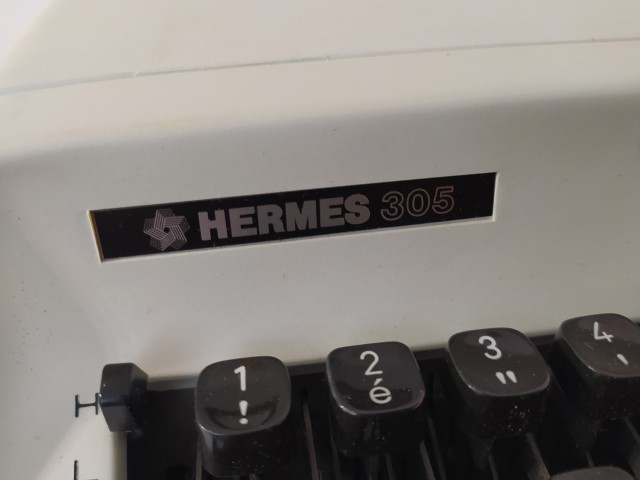 HERMES 305
1 2 3 4
! é " '